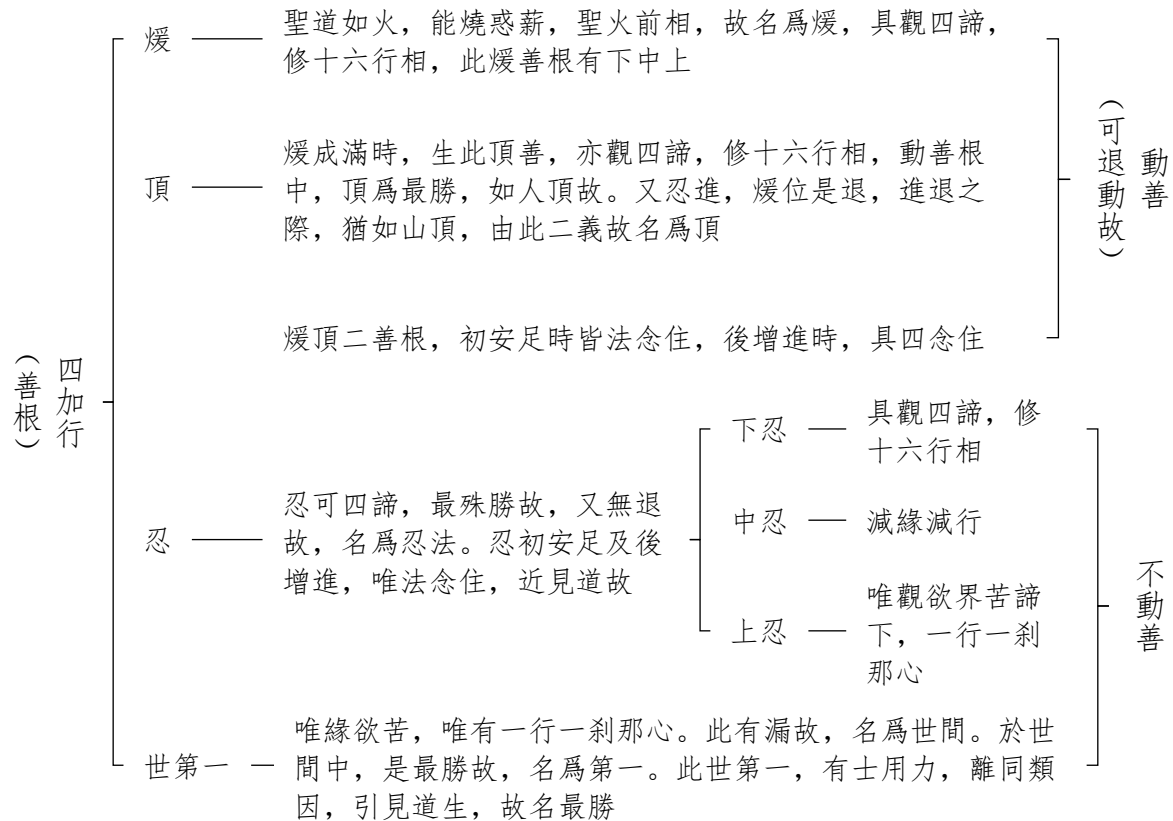 四加行
（善根）
煖
聖道如火，能燒惑薪，聖火前相，故名爲煖，具觀四諦，
修十六行相，此煖善根有下中上
頂
煖成滿時，生此頂善，亦觀四諦，修十六行相，動善根
中，頂爲最勝，如人頂故。又忍進，煖位是退，進退之
際，猶如山頂，由此二義故名爲頂
煖頂二善根，初安足時皆法念住，後增進時，具四念住
動善
（可退動故）
忍
忍可四諦，最殊勝故，又無退
故，名爲忍法。忍初安足及後
增進，唯法念住，近見道故
下忍
具觀四諦，修
十六行相
中忍
減緣減行
上忍
唯觀欲界苦諦
下，一行一刹
那心
世第一
唯緣欲苦，唯有一行一刹那心。此有漏故，名爲世間。於世
間中，是最勝故，名爲第一。此世第一，有士用力，離同類
因，引見道生，故名最勝
不動善